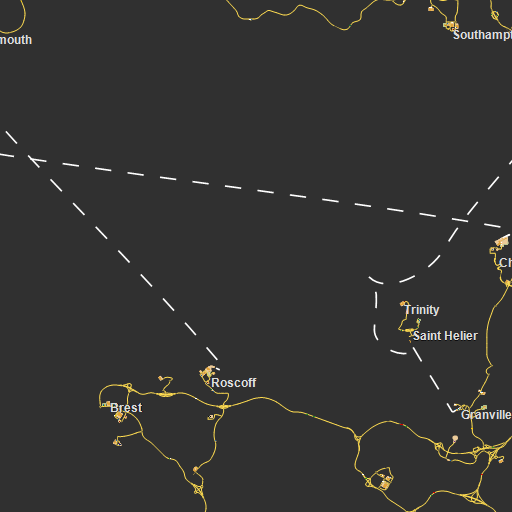 Southampt
mouth
Ch
Trinity
Saint Helier
Roscoff
Brest
Granville